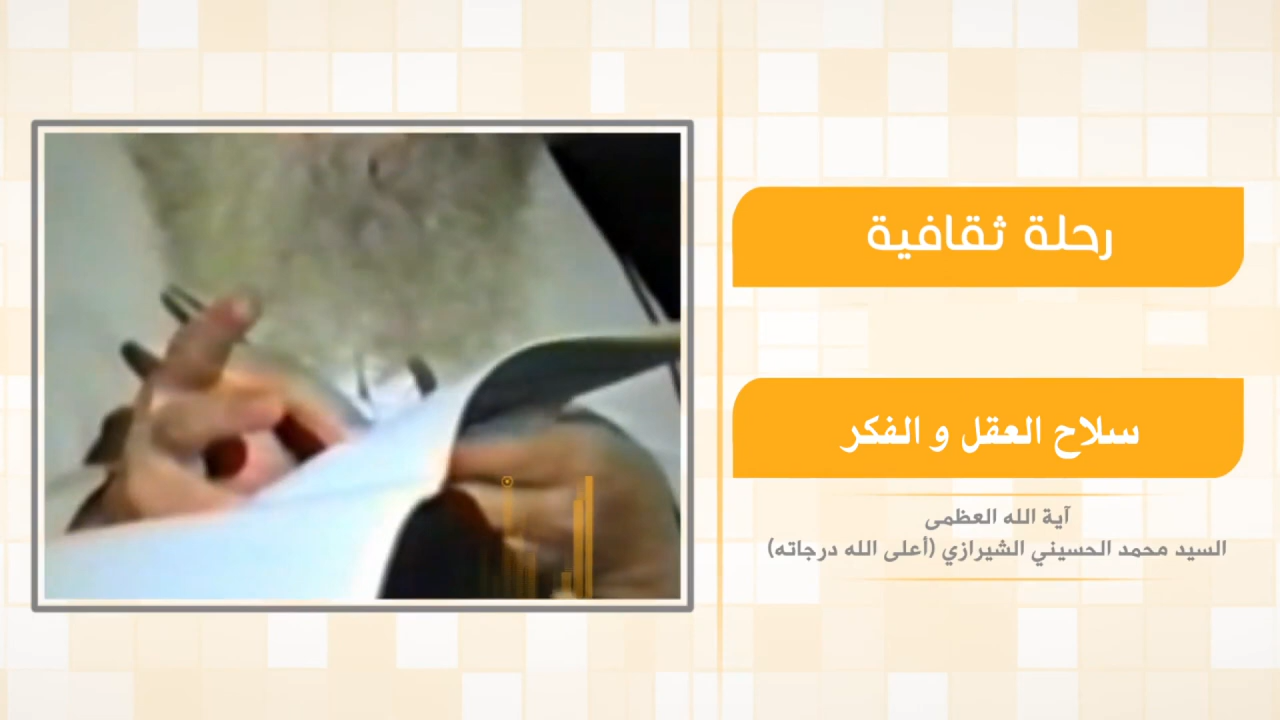 رحلة ثقافية
سلاح العقل و الفكر
آية الله العظمى
السيد محمد الحسيني الشيرازي (أعلى الله درجاته)